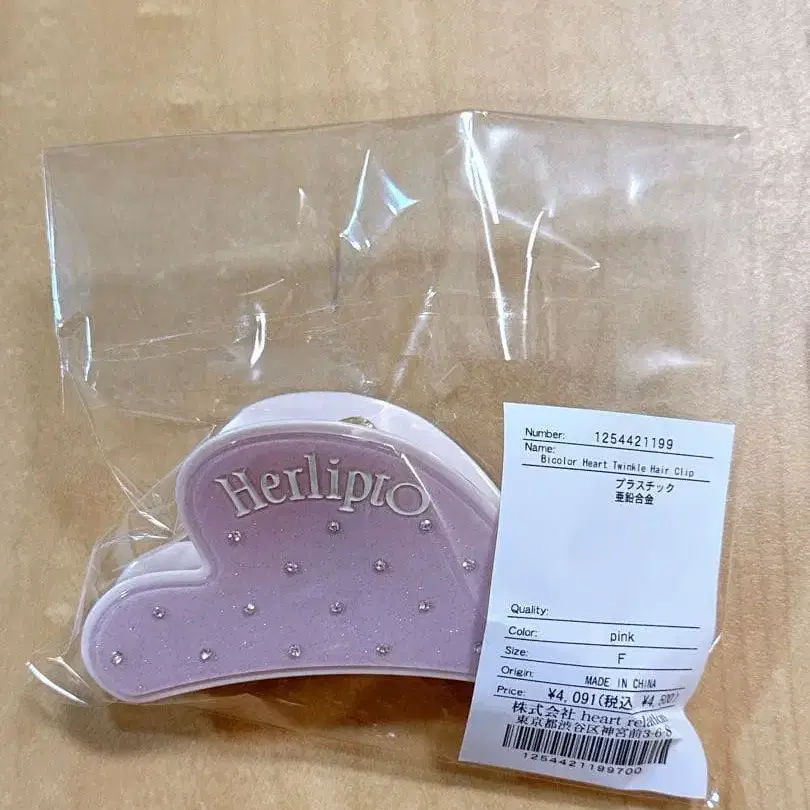 Herlipto
Number: 1254421199
Name:
Bicolor Heart Twinkle Hair Clip
プラスチック
亜鉛合金
Quality:
Color: pink
Size: F
Origin: MADE IN CHINA
Price: ¥4,091(税込 ¥4,500)
株式会社 heart relation
東京都渋谷区神宮前3-6-8
1254421199700